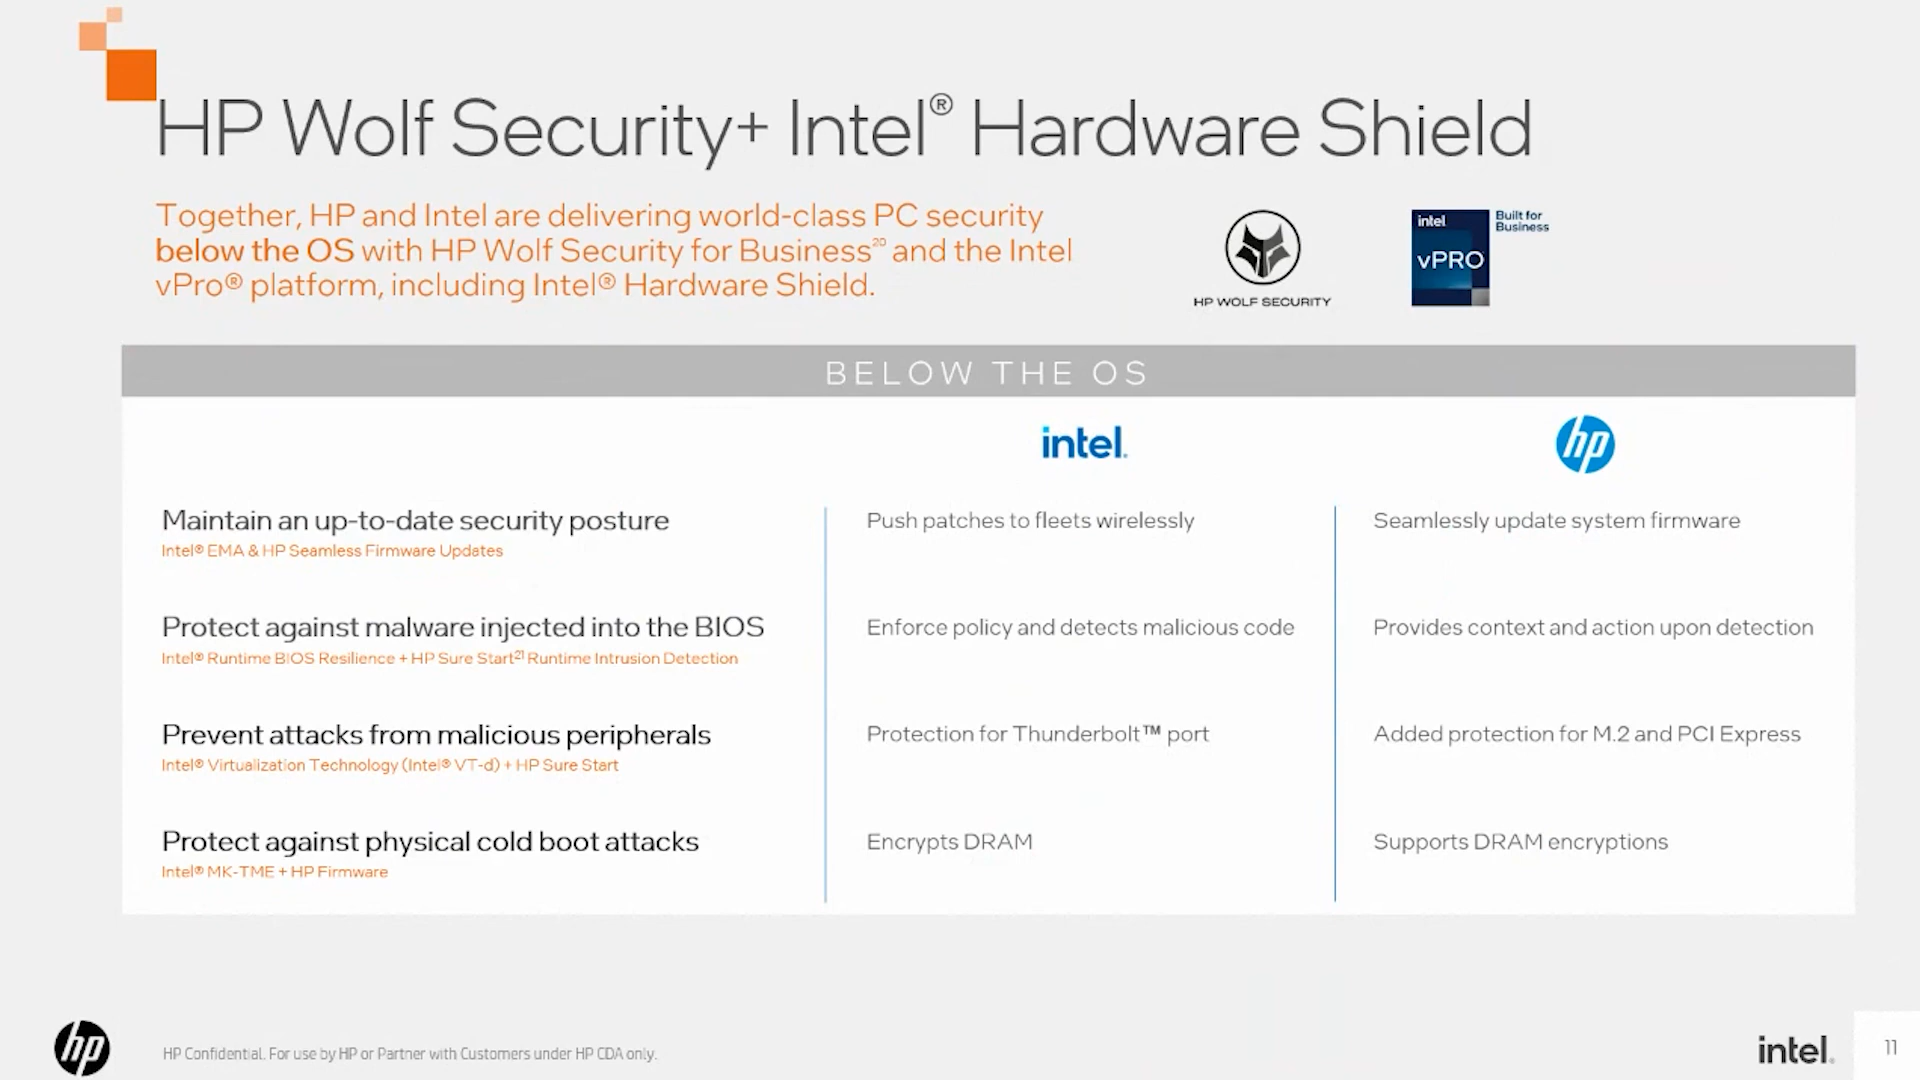 HP Wolf Security+ Intel® Hardware Shield
Together, HP and Intel are delivering world-class PC security
below the OS with HP Wolf Security for Business²⁰ and the Intel
vPro® platform, including Intel® Hardware Shield.
HP WOLF SECURITY
intel
vPRO
Built for
Business
BELOW THE OS
intel.
hp
Maintain an up-to-date security posture
Intel® EMA & HP Seamless Firmware Updates
Push patches to fleets wirelessly
Seamlessly update system firmware
Protect against malware injected into the BIOS
Intel® Runtime BIOS Resilience + HP Sure Start²¹ Runtime Intrusion Detection
Enforce policy and detects malicious code
Provides context and action upon detection
Prevent attacks from malicious peripherals
Intel® Virtualization Technology (Intel® VT-d) + HP Sure Start
Protection for Thunderbolt™ port
Added protection for M.2 and PCI Express
Protect against physical cold boot attacks
Intel® MK-TME + HP Firmware
Encrypts DRAM
Supports DRAM encryptions
hp
HP Confidential. For use by HP or Partner with Customers under HP CDA only.
intel.
11